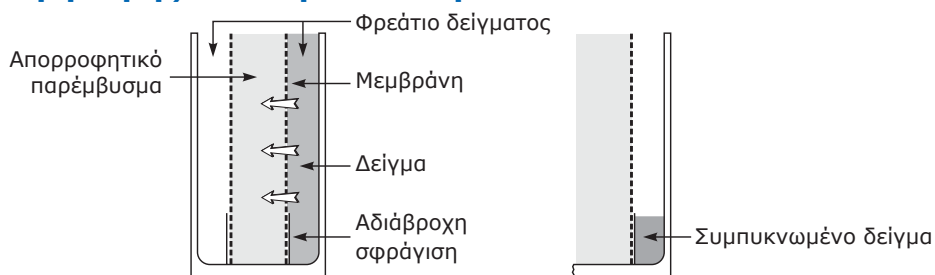 Φρεάτιο δείγματος
Απορροφητικό
παρέμβυσμα
Μεμβράνη
Δείγμα
Αδιάβροχη
σφράγιση
Συμπυκνωμένο δείγμα